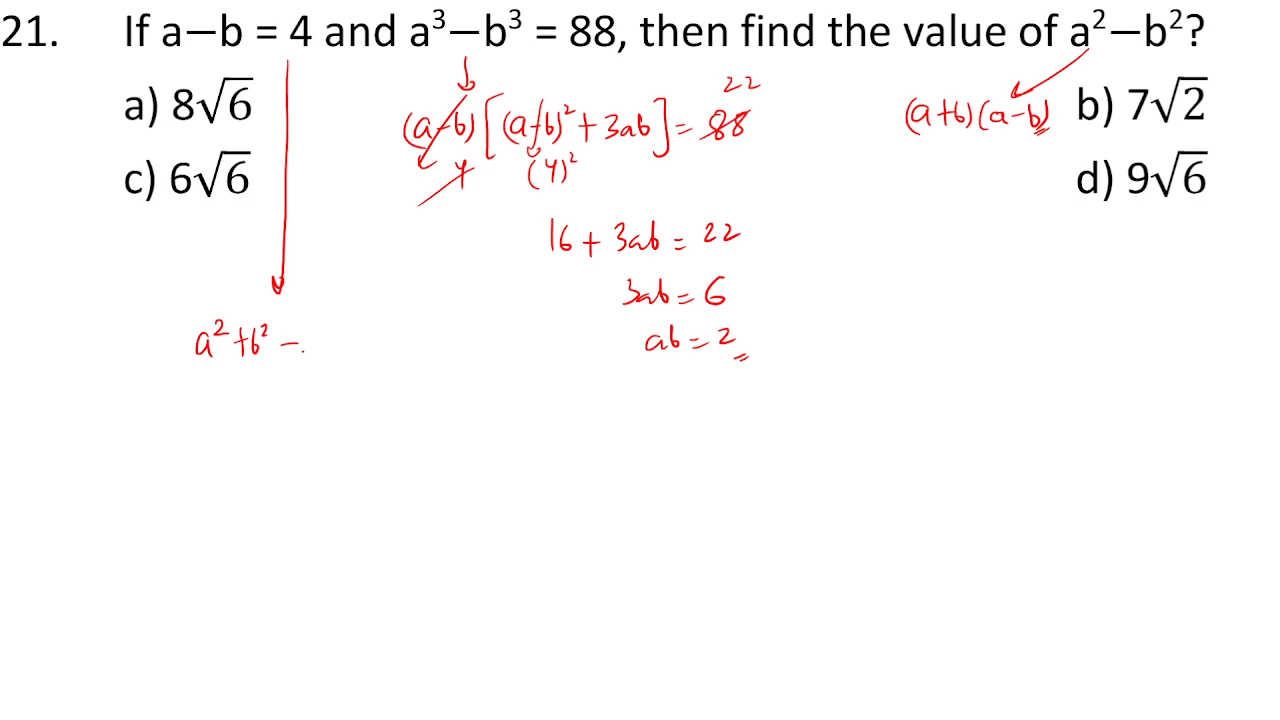 21. If a−b = 4 and a³−b³ = 88, then find the value of a²−b²?
a) 8√6
b) 7√2
c) 6√6
d) 9√6
(a-b)[(a-b)²+3ab] = 88
22
(a+b)(a-b)
4 (4)²
16 + 3ab = 22
3ab = 6
ab = 2
a² + b² -